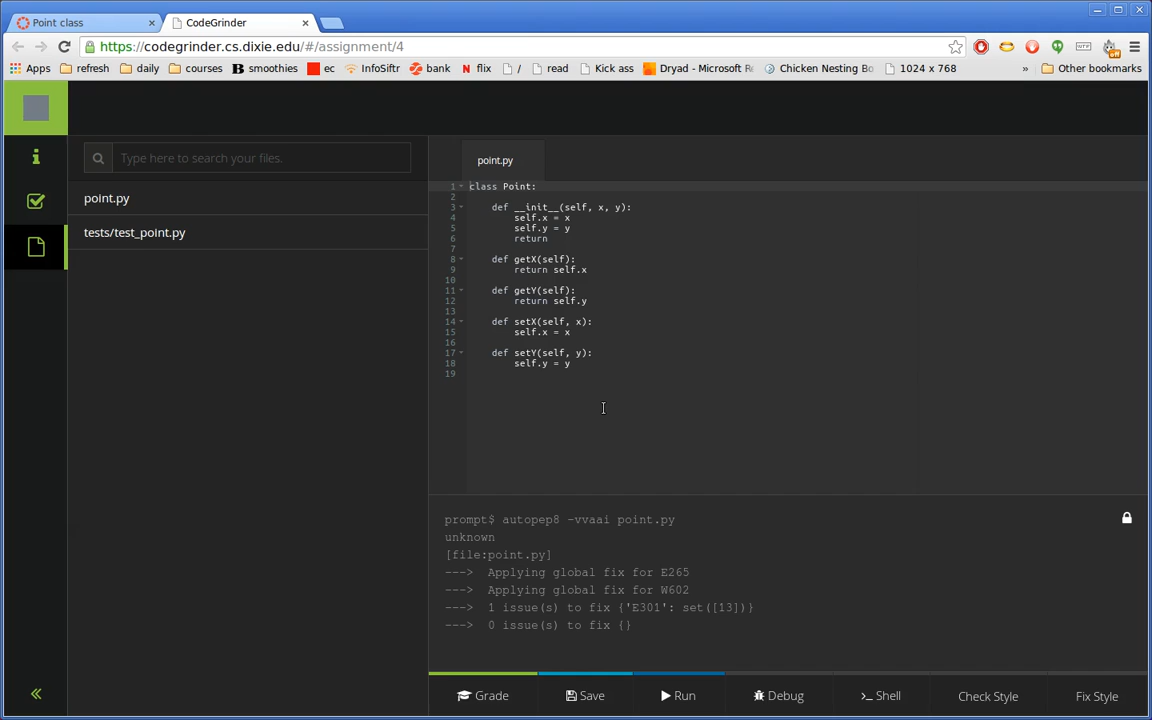 Point class
CodeGrinder
https://codegrinder.cs.dixie.edu/#/assignment/4
Apps refresh daily courses smoothies ec InfoSiftr bank flix / read Kick ass Dryad - Microsoft Chicken Nesting 1024 x 768 » Other bookmarks
Type here to search your files.
point.py
tests/test_point.py
point.py
1 class Point:
2
3 def __init__(self, x, y):
4 self.x = x
5 self.y = y
6 return
7
8 def getX(self):
9 return self.x
10
11 def getY(self):
12 return self.y
13
14 def setX(self, x):
15 self.x = x
16
17 def setY(self, y):
18 self.y = y
19
prompt$ autopep8 -vvaai point.py
unknown
[file:point.py]
---> Applying global fix for E265
---> Applying global fix for W602
---> 1 issue(s) to fix {'E301': set([13])}
---> 0 issue(s) to fix {}
Grade Save Run Debug >_ Shell Check Style Fix Style